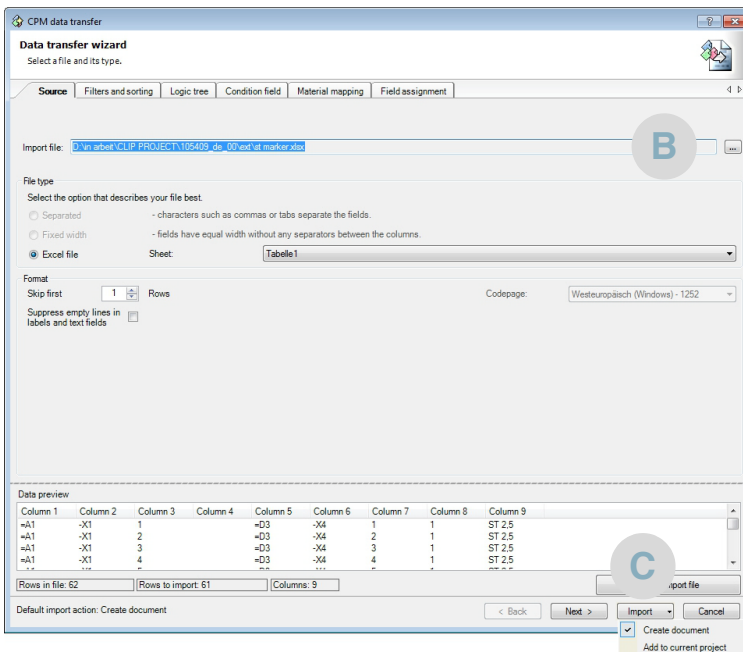 CPM data transfer
Data transfer wizard
Select a file and its type.
Source Filters and sorting Logic tree Condition field Material mapping Field assignment
Import file: D:\in arbeit\CLIP PROJECT\105409_de_00\ext\st marker.xlsx B ...
File type
Select the option that describes your file best.
Separated - characters such as commas or tabs separate the fields.
Fixed width - fields have equal width without any separators between the columns.
Excel file Sheet: Tabelle1
Format
Skip first 1 Rows Codepage: Westeuropäisch (Windows) - 1252
Suppress empty lines in
labels and text fields
Data preview
Column 1 Column 2 Column 3 Column 4 Column 5 Column 6 Column 7 Column 8 Column 9
=A1 -X1 1 =D3 -X4 1 1 ST 2,5
=A1 -X1 2 =D3 -X4 2 1 ST 2,5
=A1 -X1 3 =D3 -X4 3 1 ST 2,5
=A1 -X1 4 =D3 -X4 4 1 ST 2,5
C
Rows in file: 62 Rows to import: 61 Columns: 9 file
Default import action: Create document < Back Next > Import Cancel
Create document
Add to current project